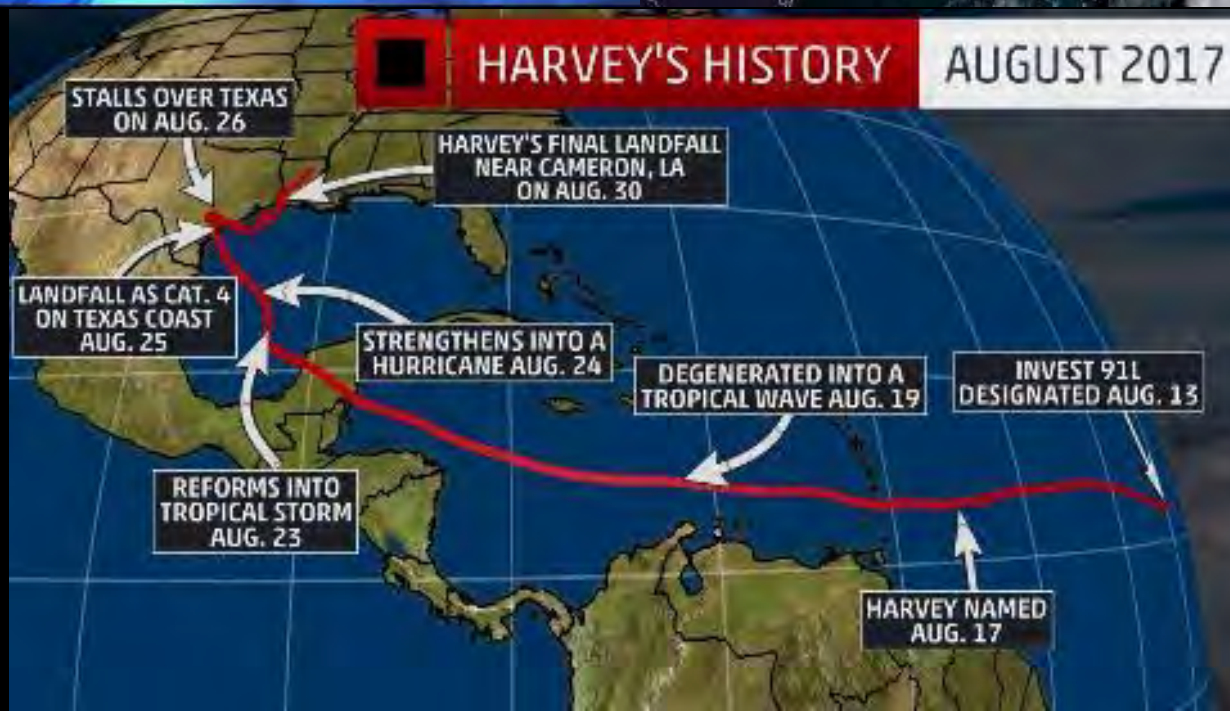 HARVEY'S HISTORY
AUGUST 2017
STALLS OVER TEXAS
ON AUG. 26
HARVEY'S FINAL LANDFALL
NEAR CAMERON, LA
ON AUG. 30
LANDFALL AS CAT. 4
ON TEXAS COAST
AUG. 25
STRENGTHENS INTO A
HURRICANE AUG. 24
DEGENERATED INTO A
TROPICAL WAVE AUG. 19
INVEST 91L
DESIGNATED AUG. 13
REFORMS INTO
TROPICAL STORM
AUG. 23
HARVEY NAMED
AUG. 17